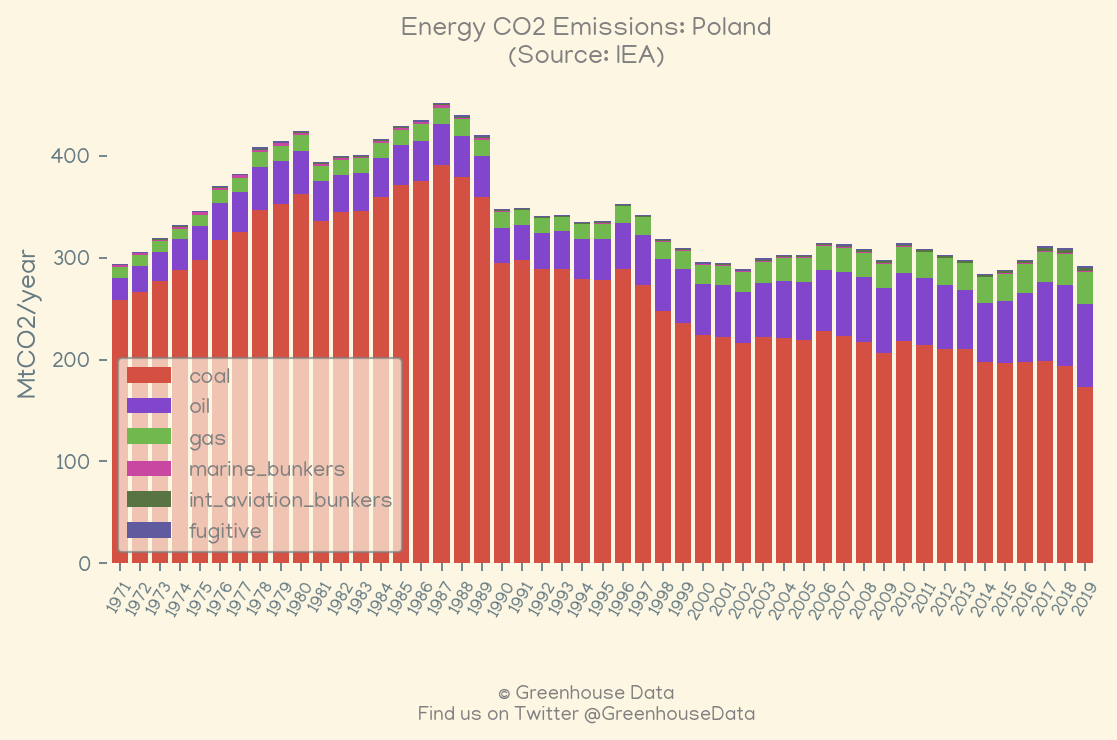 Energy CO2 Emissions: Poland
(Source: IEA)
MtCO2/year
400
300
200
100
0
coal
oil
gas
marine_bunkers
int_aviation_bunkers
fugitive
1971 1972 1973 1974 1975 1976 1977 1978 1979 1980 1981 1982 1983 1984 1985 1986 1987 1988 1989 1990 1991 1992 1993 1994 1995 1996 1997 1998 1999 2000 2001 2002 2003 2004 2005 2006 2007 2008 2009 2010 2011 2012 2013 2014 2015 2016 2017 2018 2019
© Greenhouse Data
Find us on Twitter @GreenhouseData